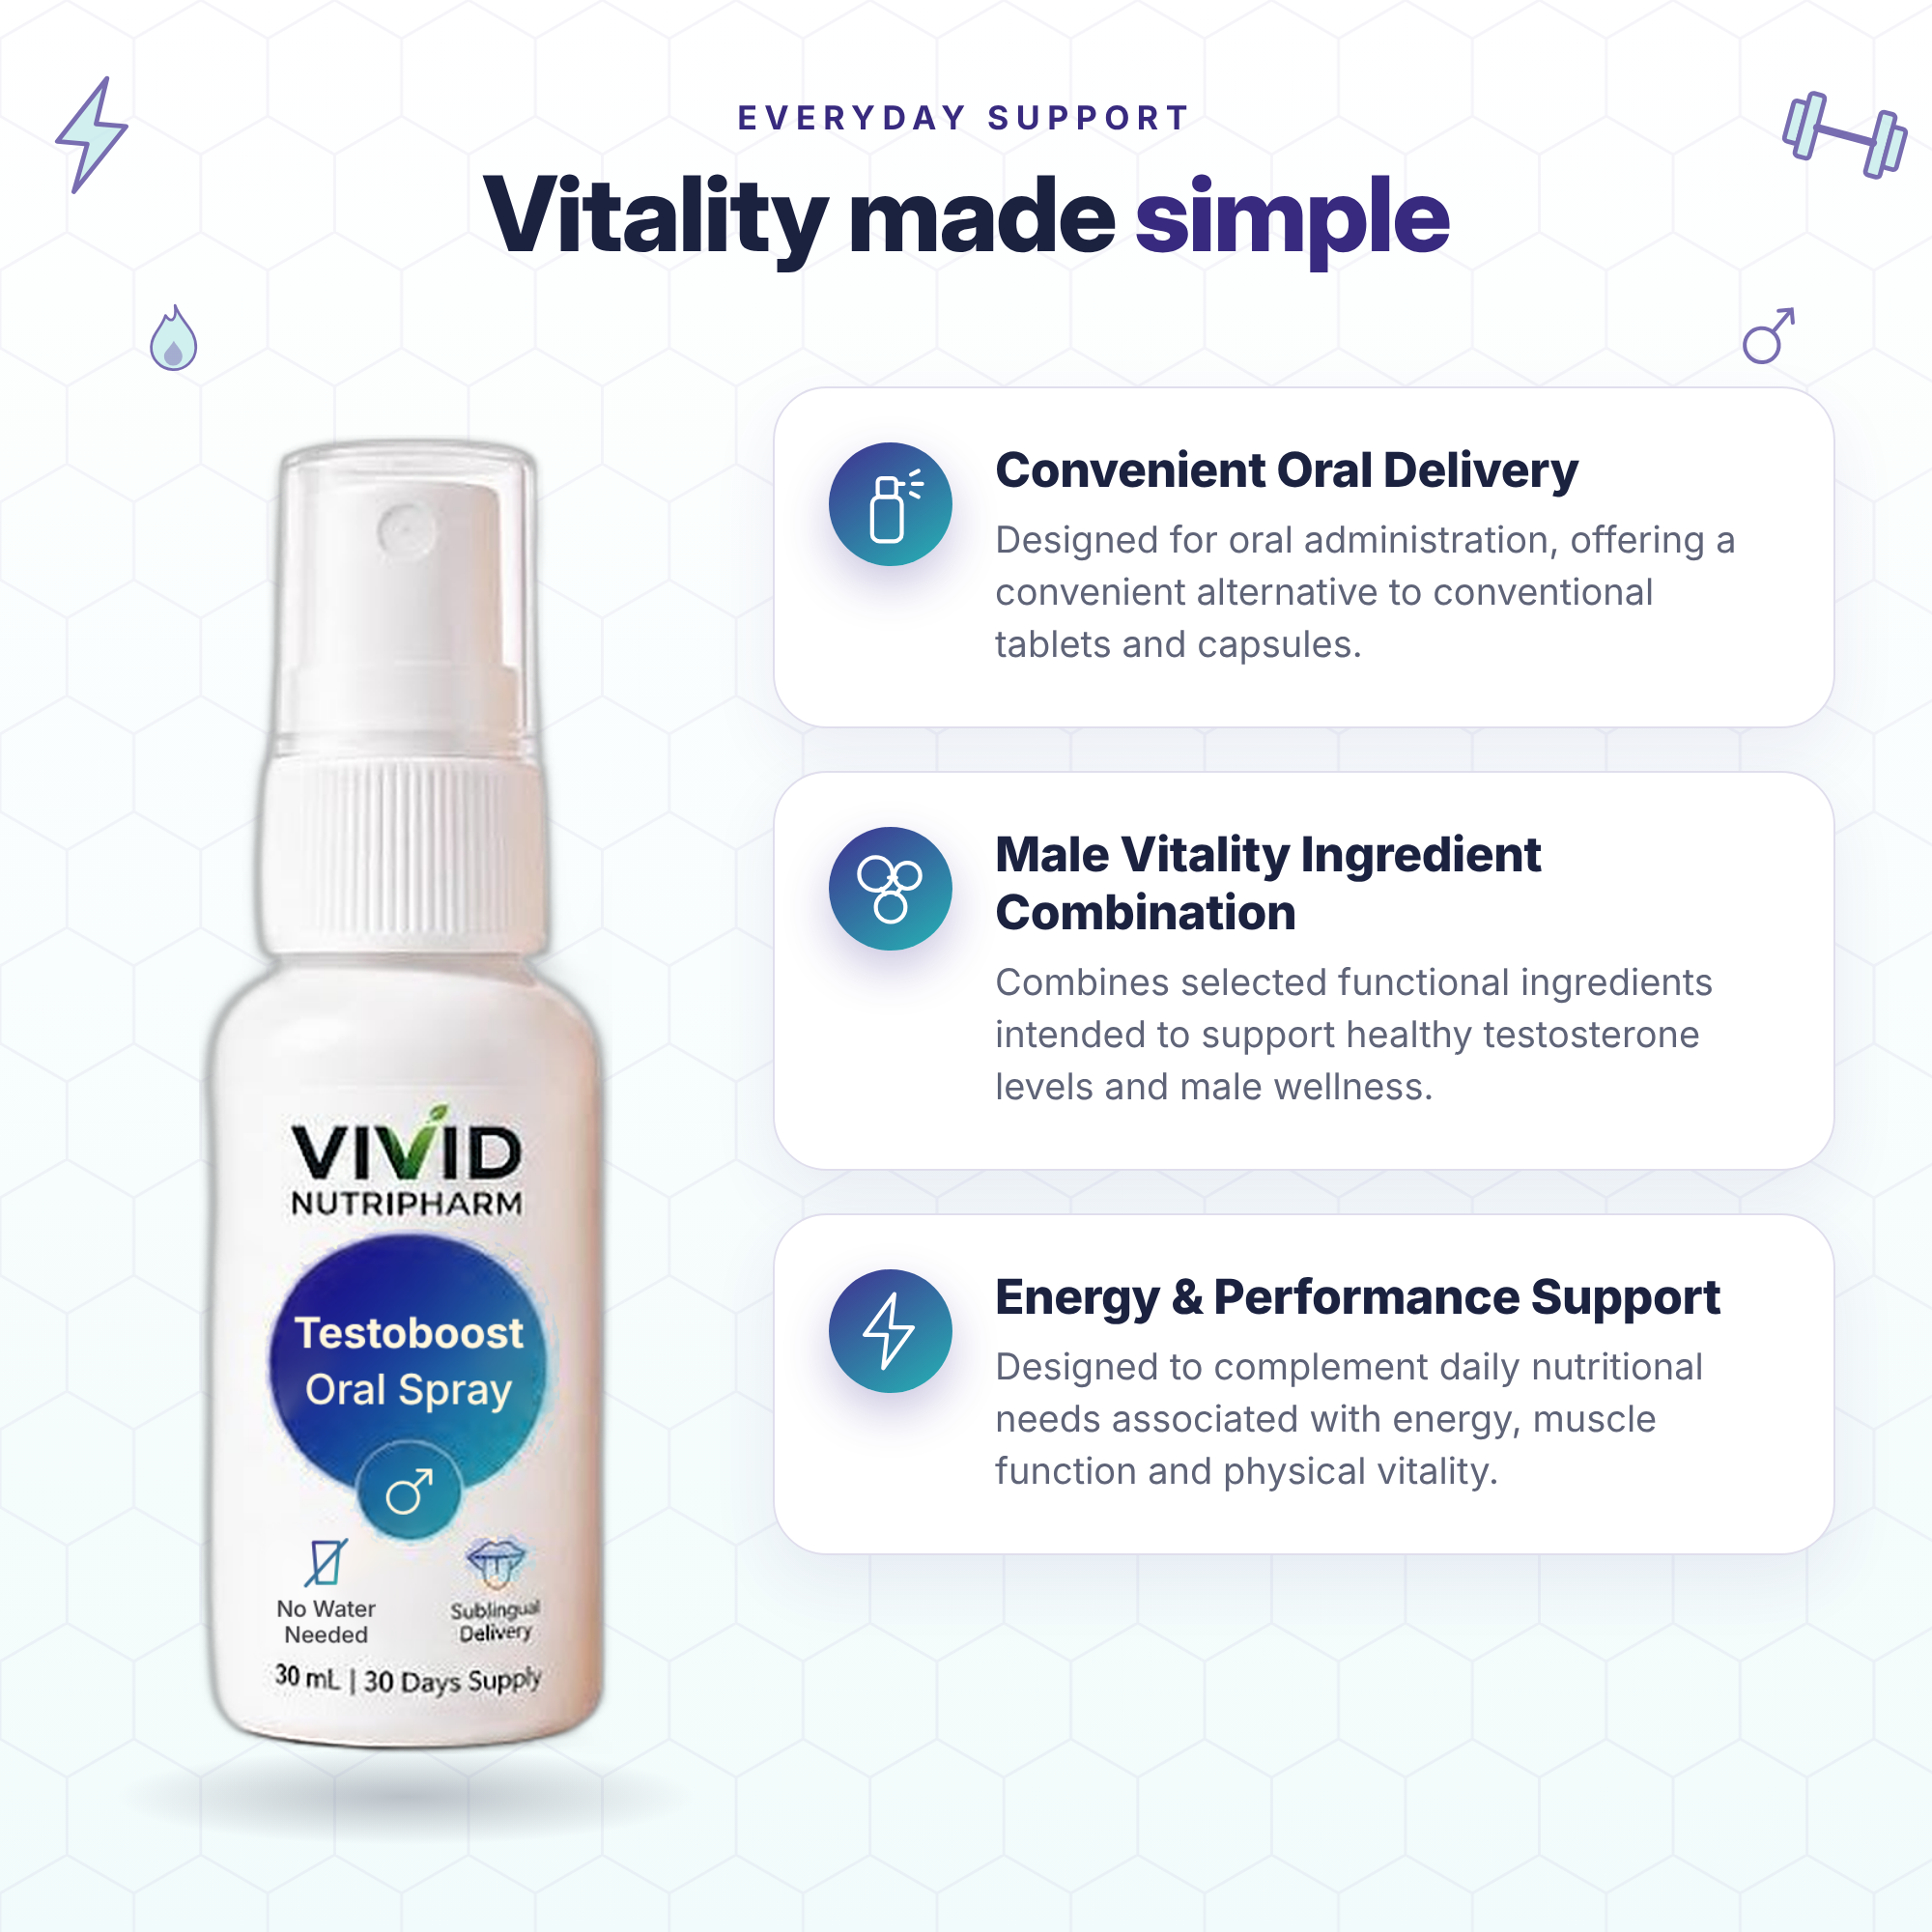 EVERYDAY SUPPORT
Vitality made simple
Convenient Oral Delivery
Designed for oral administration, offering a
convenient alternative to conventional
tablets and capsules.
Male Vitality Ingredient
Combination
Combines selected functional ingredients
intended to support healthy testosterone
levels and male wellness.
Energy & Performance Support
Designed to complement daily nutritional
needs associated with energy, muscle
function and physical vitality.
VIVID
NUTRIPHARM
Testoboost
Oral Spray
No Water
Needed
Sublingual
Delivery
30 mL | 30 Days Supply